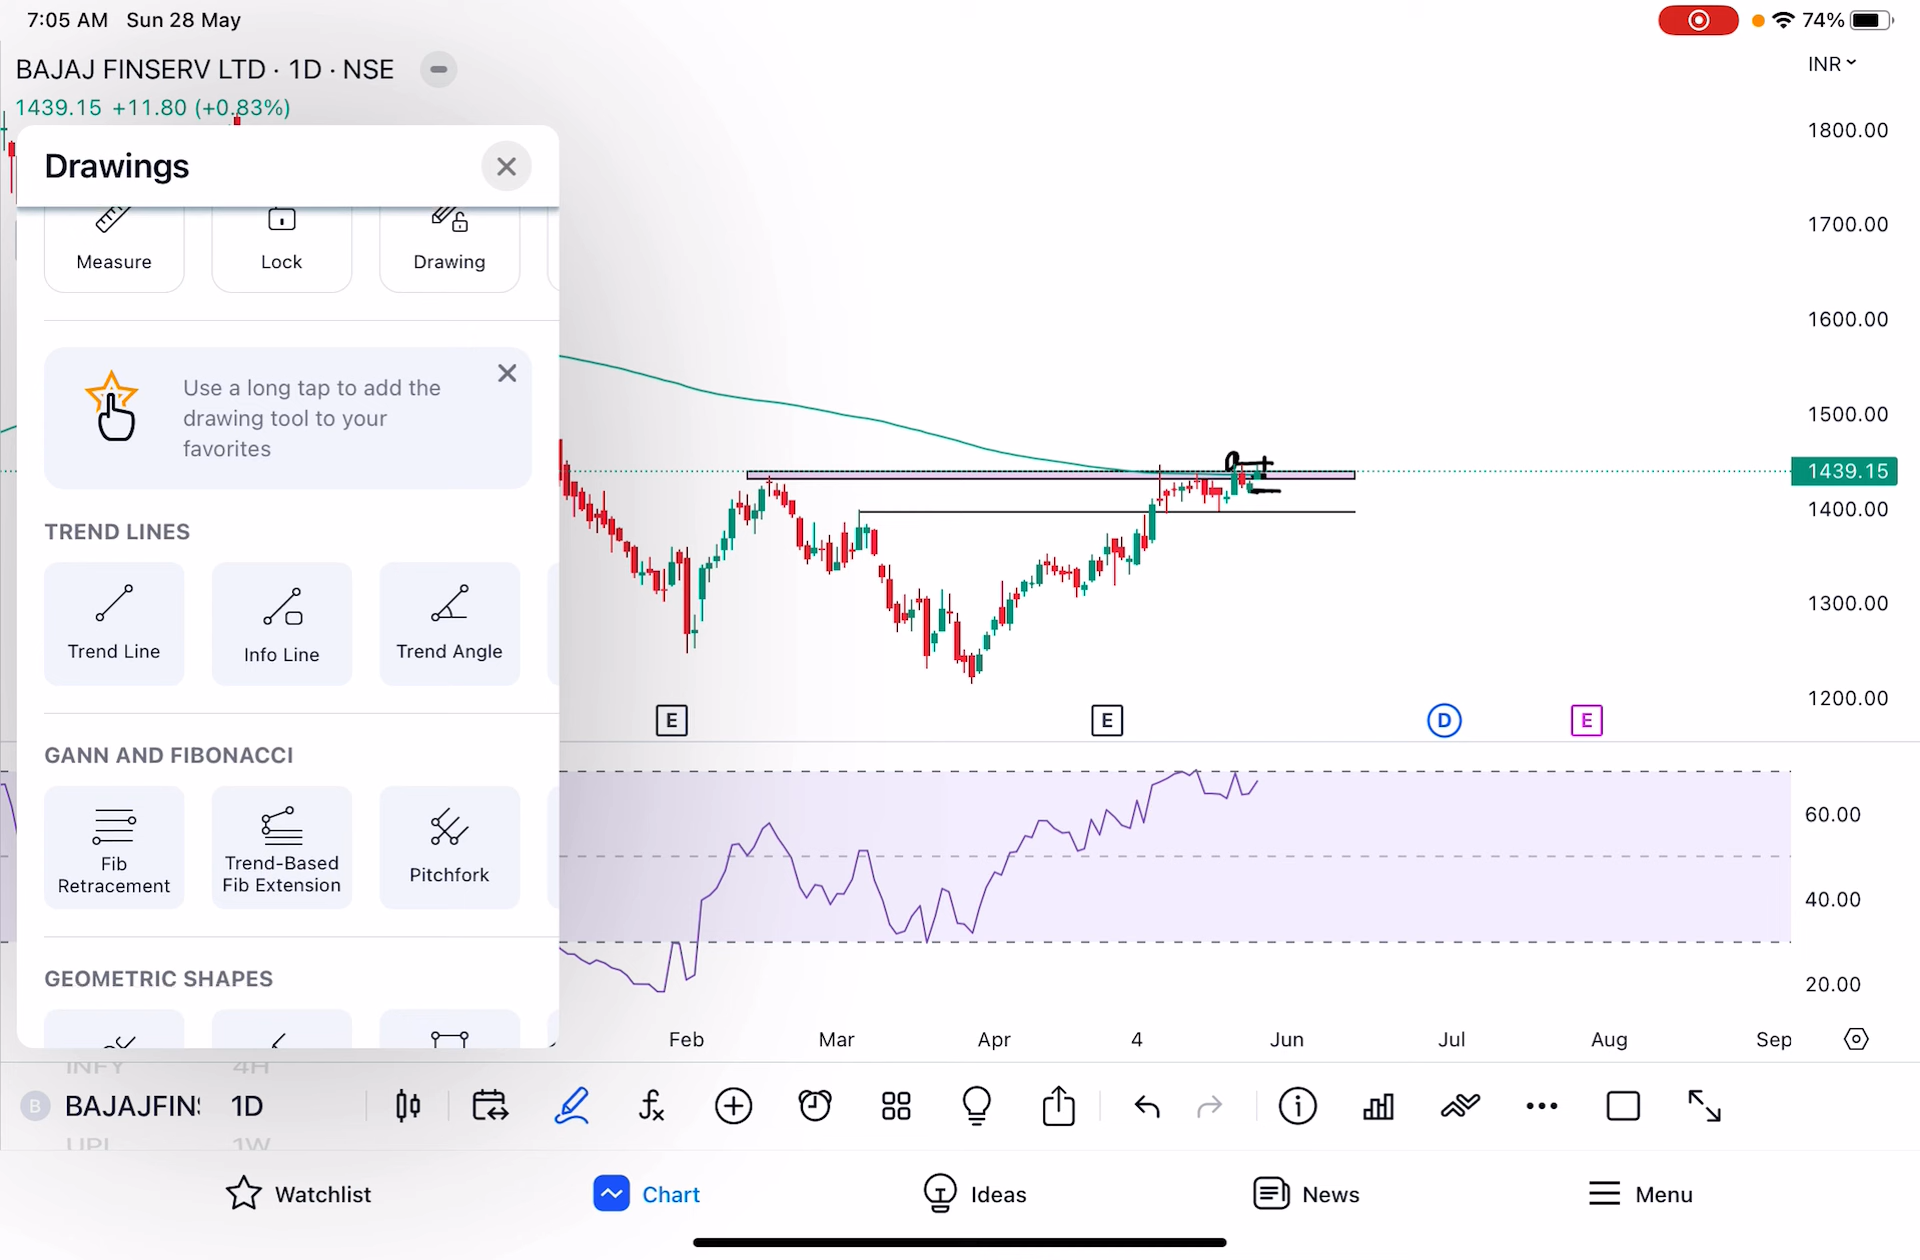 7:05 AM Sun 28 May
74%
BAJAJ FINSERV LTD · 1D · NSE
INR
1439.15 +11.80 (+0.83%)
Drawings
Measure
Lock
Drawing
Use a long tap to add the
drawing tool to your
favorites
TREND LINES
Trend Line
Info Line
Trend Angle
GANN AND FIBONACCI
Fib
Retracement
Trend-Based
Fib Extension
Pitchfork
GEOMETRIC SHAPES
1800.00
1700.00
1600.00
1500.00
1439.15
1400.00
1300.00
1200.00
E
E
D
E
60.00
40.00
20.00
Feb
Mar
Apr
4
Jun
Jul
Aug
Sep
INFY
4H
B
BAJAJFIN
1D
UPL
1W
Watchlist
Chart
Ideas
News
Menu